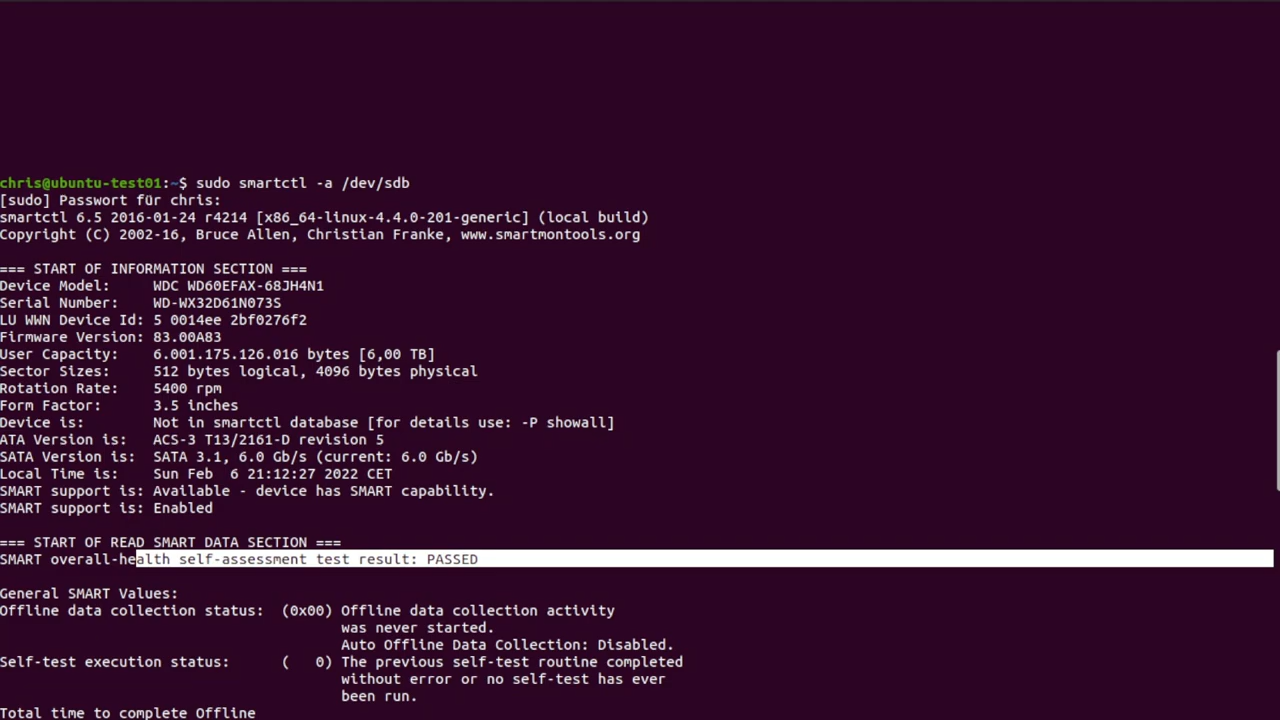 chris@ubuntu-test01:~$ sudo smartctl -a /dev/sdb
[sudo] Passwort für chris:
smartctl 6.5 2016-01-24 r4214 [x86_64-linux-4.4.0-201-generic] (local build)
Copyright (C) 2002-16, Bruce Allen, Christian Franke, www.smartmontools.org
=== START OF INFORMATION SECTION ===
Device Model:     WDC WD60EFAX-68JH4N1
Serial Number:    WD-WX32D61N073S
LU WWN Device Id: 5 0014ee 2bf0276f2
Firmware Version: 83.00A83
User Capacity:    6.001.175.126.016 bytes [6,00 TB]
Sector Sizes:     512 bytes logical, 4096 bytes physical
Rotation Rate:    5400 rpm
Form Factor:      3.5 inches
Device is:        Not in smartctl database [for details use: -P showall]
ATA Version is:   ACS-3 T13/2161-D revision 5
SATA Version is:  SATA 3.1, 6.0 Gb/s (current: 6.0 Gb/s)
Local Time is:    Sun Feb  6 21:12:27 2022 CET
SMART support is: Available - device has SMART capability.
SMART support is: Enabled
=== START OF READ SMART DATA SECTION ===
SMART overall-health self-assessment test result: PASSED
General SMART Values:
Offline data collection status:  (0x00) Offline data collection activity
was never started.
Auto Offline Data Collection: Disabled.
Self-test execution status:      (   0) The previous self-test routine completed
without error or no self-test has ever
been run.
Total time to complete Offline